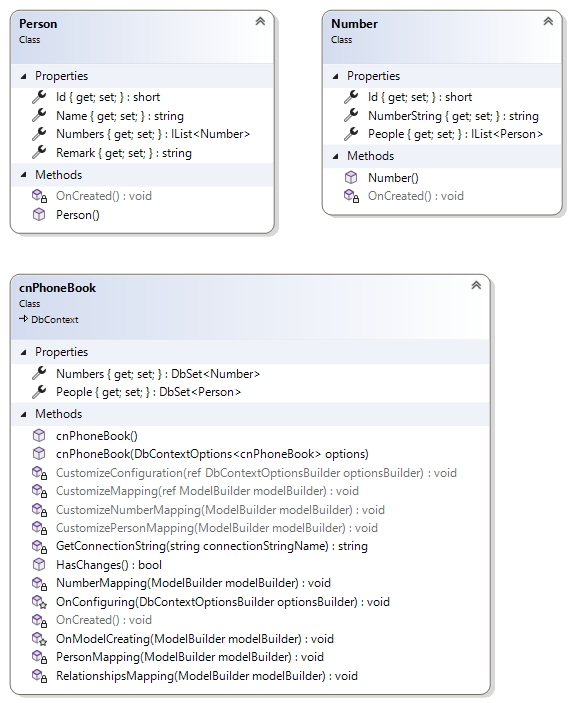 Person
Class
Properties
Id { get; set; } : short
Name { get; set; } : string
Numbers { get; set; } : IList<Number>
Remark { get; set; } : string
Methods
OnCreated() : void
Person()
Number
Class
Properties
Id { get; set; } : short
NumberString { get; set; } : string
People { get; set; } : IList<Person>
Methods
Number()
OnCreated() : void
cnPhoneBook
Class
DbContext
Properties
Numbers { get; set; } : DbSet<Number>
People { get; set; } : DbSet<Person>
Methods
cnPhoneBook()
cnPhoneBook(DbContextOptions<cnPhoneBook> options)
CustomizeConfiguration(ref DbContextOptionsBuilder optionsBuilder) : void
CustomizeMapping(ref ModelBuilder modelBuilder) : void
CustomizeNumberMapping(ModelBuilder modelBuilder) : void
CustomizePersonMapping(ModelBuilder modelBuilder) : void
GetConnectionString(string connectionStringName) : string
HasChanges() : bool
NumberMapping(ModelBuilder modelBuilder) : void
OnConfiguring(DbContextOptionsBuilder optionsBuilder) : void
OnCreated() : void
OnModelCreating(ModelBuilder modelBuilder) : void
PersonMapping(ModelBuilder modelBuilder) : void
RelationshipsMapping(ModelBuilder modelBuilder) : void